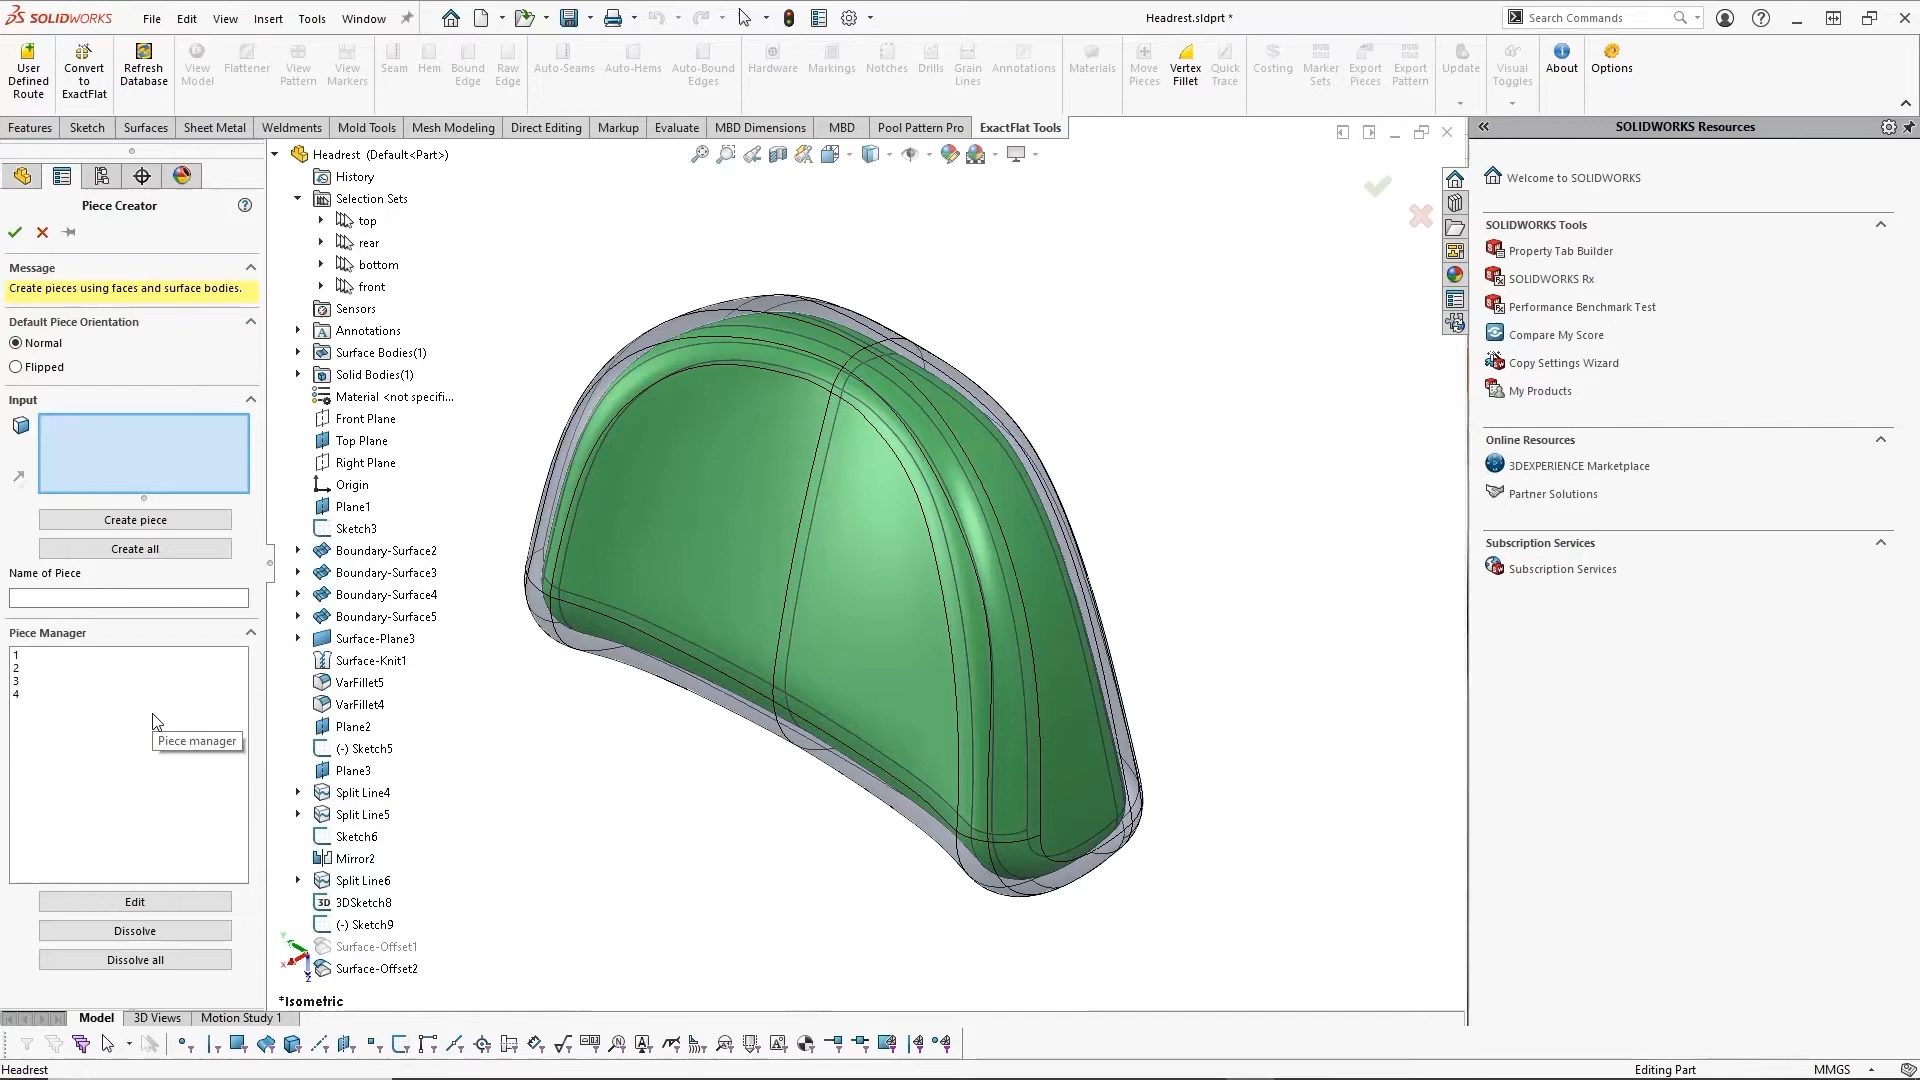 SOLIDWORKS File Edit View Insert Tools Window Headrest.sldprt * Search Commands
User Defined Route
Convert to ExactFlat
Refresh Database
View Model
Flattener
View Pattern
View Markers
Seam
Hem
Bound Edge
Raw Edge
Auto-Seams
Auto-Hems
Auto-Bound Edges
Hardware
Markings
Notches
Drills
Grain Lines
Annotations
Materials
Move Pieces
Vertex Fillet
Quick Trace
Costing
Marker Sets
Export Pieces
Export Pattern
Update
Visual Toggles
About
Options
Features Sketch Surfaces Sheet Metal Weldments Mold Tools Mesh Modeling Direct Editing Markup Evaluate MBD Dimensions MBD Pool Pattern Pro ExactFlat Tools
Piece Creator
Message
Create pieces using faces and surface bodies.
Default Piece Orientation
Normal
Flipped
Input
Create piece
Create all
Name of Piece
Piece Manager
1
2
3
4
Piece manager
Edit
Dissolve
Dissolve all
Headrest (Default<Part>)
History
Selection Sets
top
rear
bottom
front
Sensors
Annotations
Surface Bodies(1)
Solid Bodies(1)
Material <not specifi...
Front Plane
Top Plane
Right Plane
Origin
Plane1
Sketch3
Boundary-Surface2
Boundary-Surface3
Boundary-Surface4
Boundary-Surface5
Surface-Plane3
Surface-Knit1
VarFillet5
VarFillet4
Plane2
(-) Sketch5
Plane3
Split Line4
Split Line5
Sketch6
Mirror2
Split Line6
3D 3DSketch8
(-) Sketch9
Surface-Offset1
Surface-Offset2
*Isometric
SOLIDWORKS Resources
Welcome to SOLIDWORKS
SOLIDWORKS Tools
Property Tab Builder
SOLIDWORKS Rx
Performance Benchmark Test
Compare My Score
Copy Settings Wizard
My Products
Online Resources
3DEXPERIENCE Marketplace
Partner Solutions
Subscription Services
Subscription Services
Model 3D Views Motion Study 1
Headrest Editing Part MMGS